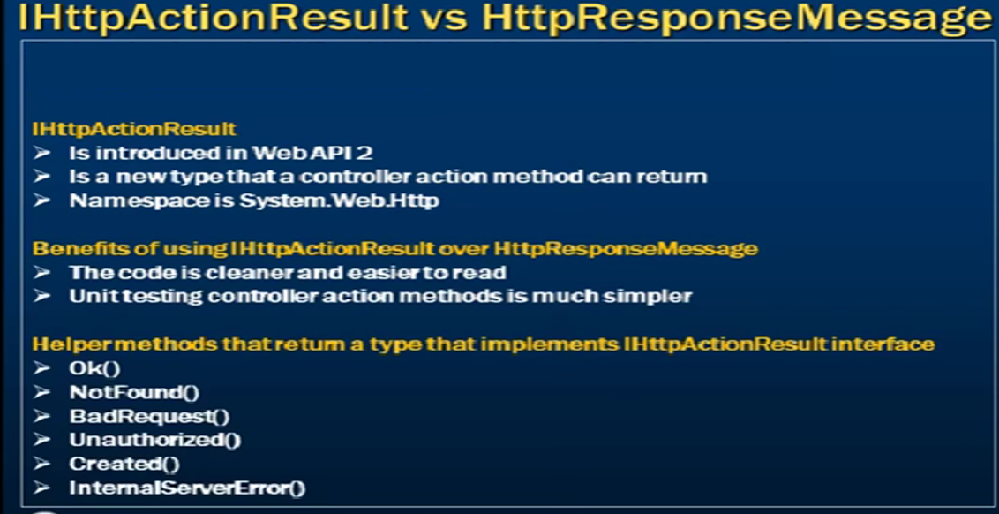 IHttpActionResult vs HttpResponseMessage
IHttpActionResult
➢ Is introduced in Web API 2
➢ Is a new type that a controller action method can return
➢ Namespace is System.Web.Http
Benefits of using IHttpActionResult over HttpResponseMessage
➢ The code is cleaner and easier to read
➢ Unit testing controller action methods is much simpler
Helper methods that return a type that implements IHttpActionResult interface
➢ Ok()
➢ NotFound()
➢ BadRequest()
➢ Unauthorized()
➢ Created()
➢ InternalServerError()